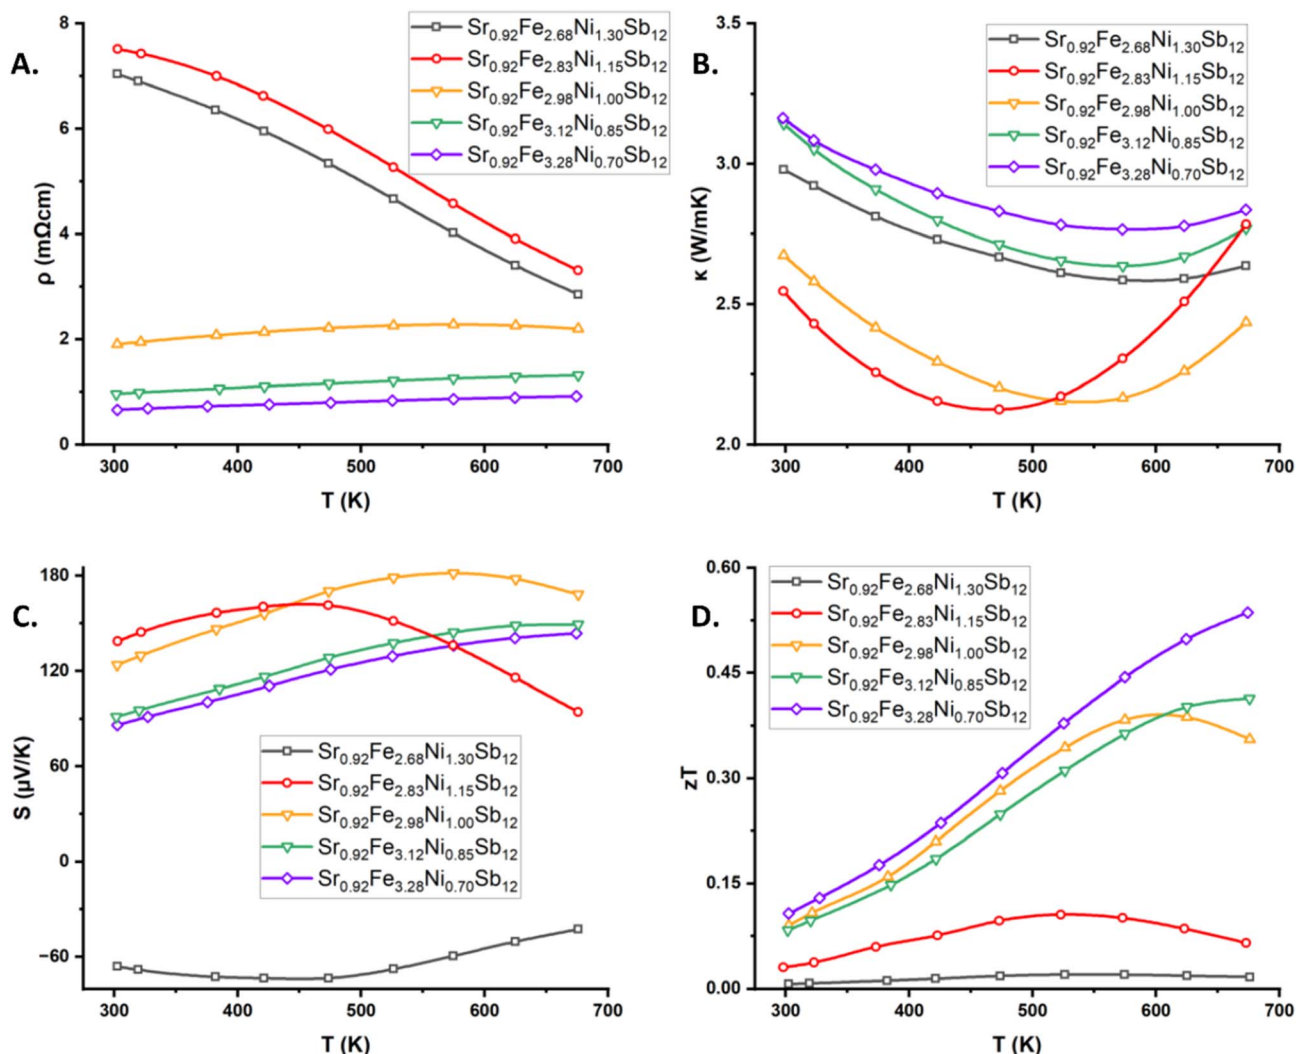 A.
ρ (mΩcm)
8
6
4
2
0
Sr0.92Fe2.68Ni1.30Sb12
Sr0.92Fe2.83Ni1.15Sb12
Sr0.92Fe2.98Ni1.00Sb12
Sr0.92Fe3.12Ni0.85Sb12
Sr0.92Fe3.28Ni0.70Sb12
300 400 500 600 700
T (K)
B.
κ (W/mK)
3.5
3.0
2.5
2.0
Sr0.92Fe2.68Ni1.30Sb12
Sr0.92Fe2.83Ni1.15Sb12
Sr0.92Fe2.98Ni1.00Sb12
Sr0.92Fe3.12Ni0.85Sb12
Sr0.92Fe3.28Ni0.70Sb12
300 400 500 600 700
T (K)
C.
S (μV/K)
180
120
60
0
−60
Sr0.92Fe2.68Ni1.30Sb12
Sr0.92Fe2.83Ni1.15Sb12
Sr0.92Fe2.98Ni1.00Sb12
Sr0.92Fe3.12Ni0.85Sb12
Sr0.92Fe3.28Ni0.70Sb12
300 400 500 600 700
T (K)
D.
zT
0.60
0.45
0.30
0.15
0.00
Sr0.92Fe2.68Ni1.30Sb12
Sr0.92Fe2.83Ni1.15Sb12
Sr0.92Fe2.98Ni1.00Sb12
Sr0.92Fe3.12Ni0.85Sb12
Sr0.92Fe3.28Ni0.70Sb12
300 400 500 600 700
T (K)